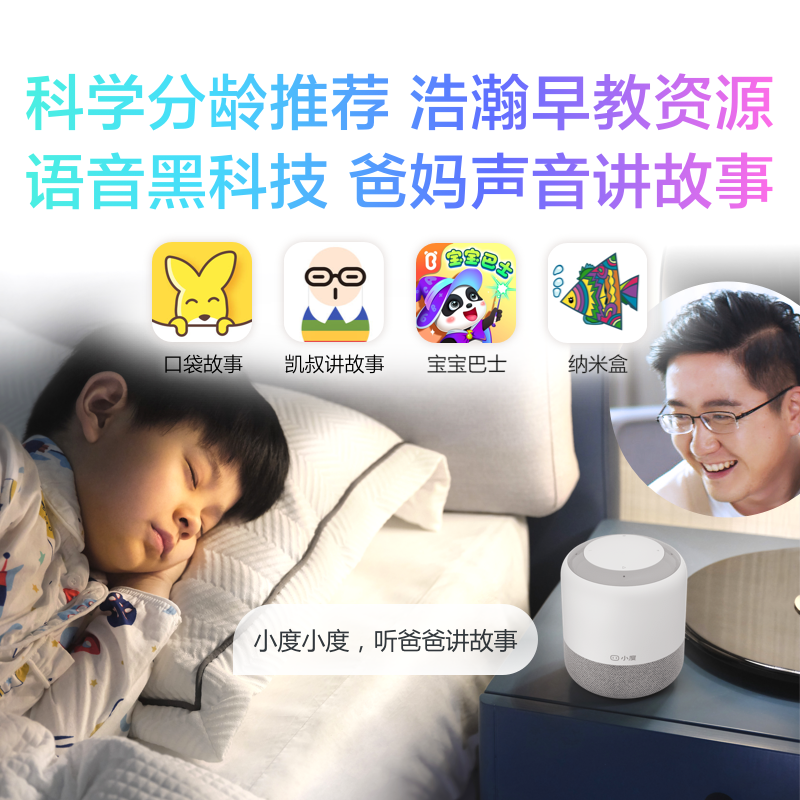 科学分龄推荐 浩瀚早教资源
语音黑科技 爸妈声音讲故事
宝宝巴士
口袋故事
凯叔讲故事
宝宝巴士
纳米盒
小度小度，听爸爸讲故事
小度